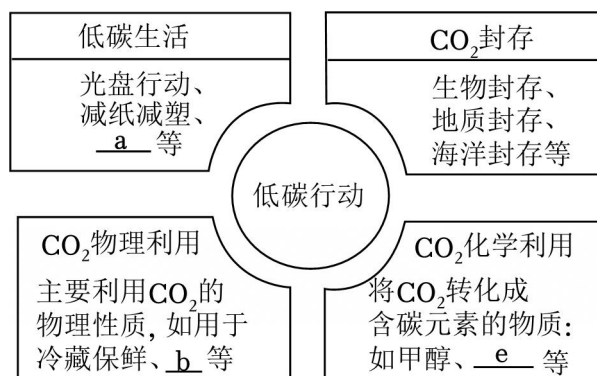 低碳生活
光盘行动、
减纸减塑、
a 等
CO₂封存
生物封存、
地质封存、
海洋封存等
低碳行动
CO₂物理利用
主要利用CO₂的
物理性质，如用于
冷藏保鲜、b 等
CO₂化学利用
将CO₂转化成
含碳元素的物质：
如甲醇、e 等